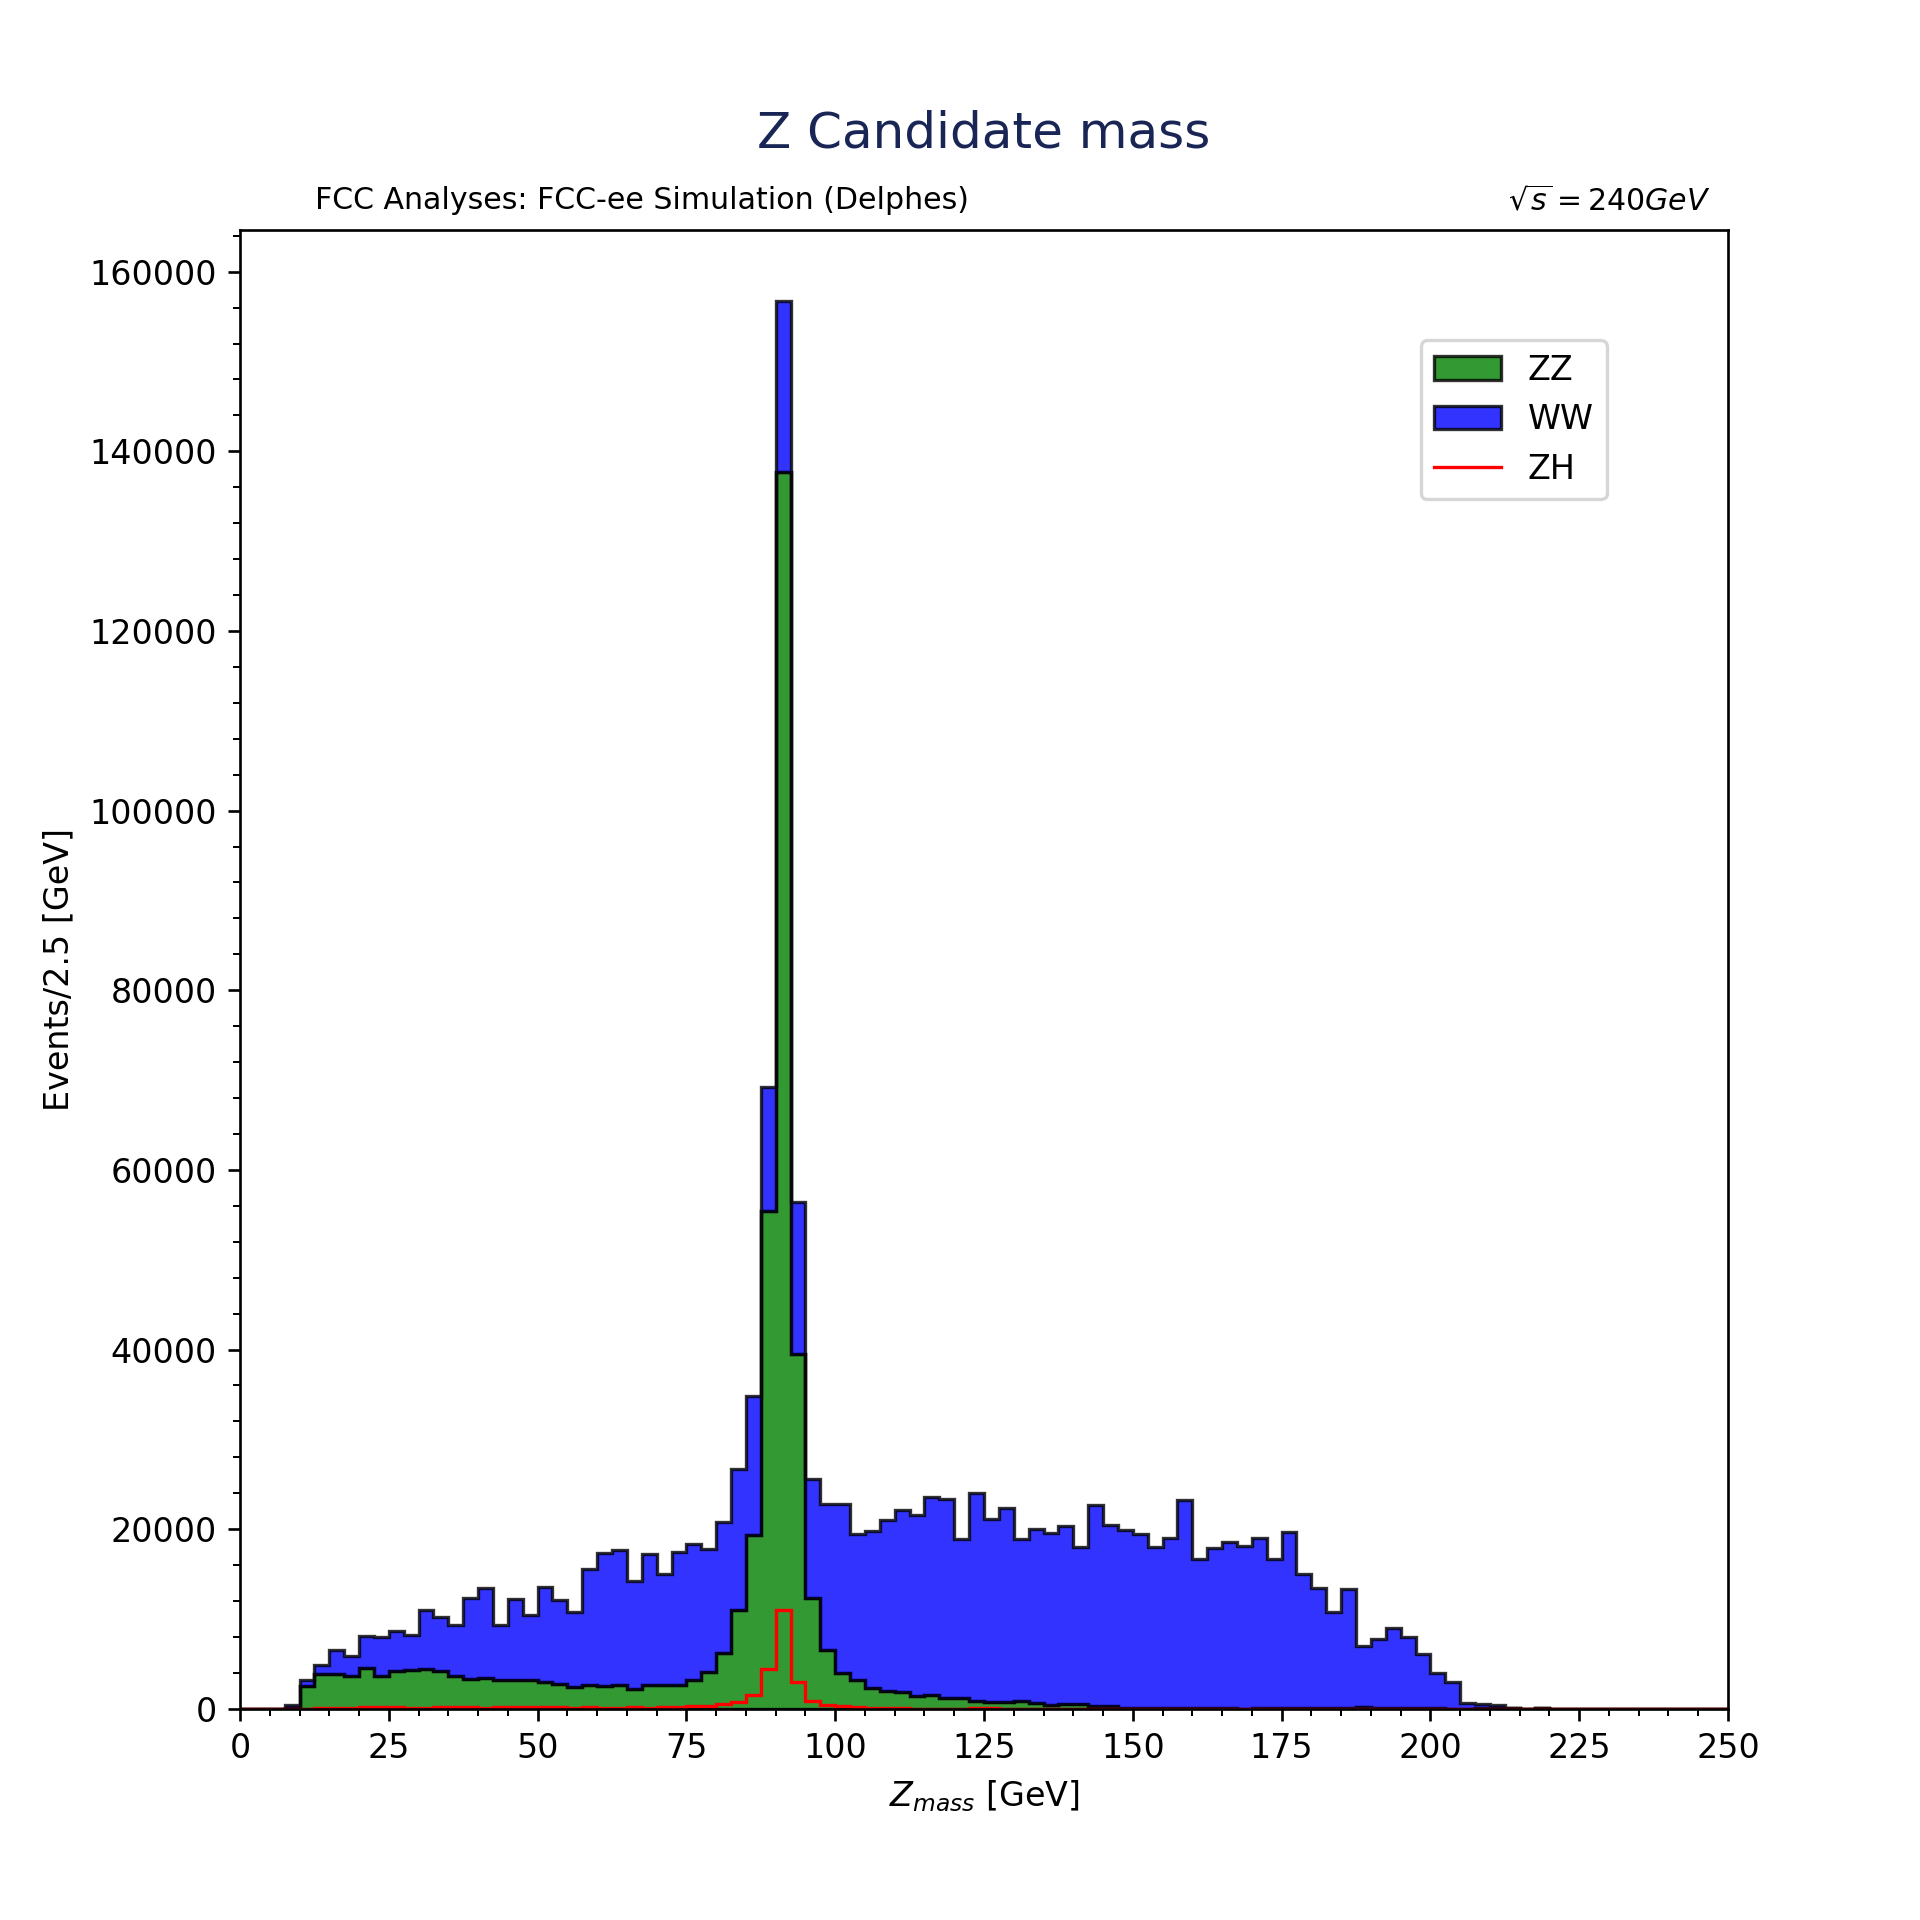 Z Candidate mass
FCC Analyses: FCC-ee Simulation (Delphes)
√s = 240GeV
160000
140000
120000
100000
80000
60000
40000
20000
0
Events/2.5 [GeV]
ZZ
WW
ZH
0 25 50 75 100 125 150 175 200 225 250
Z_mass [GeV]